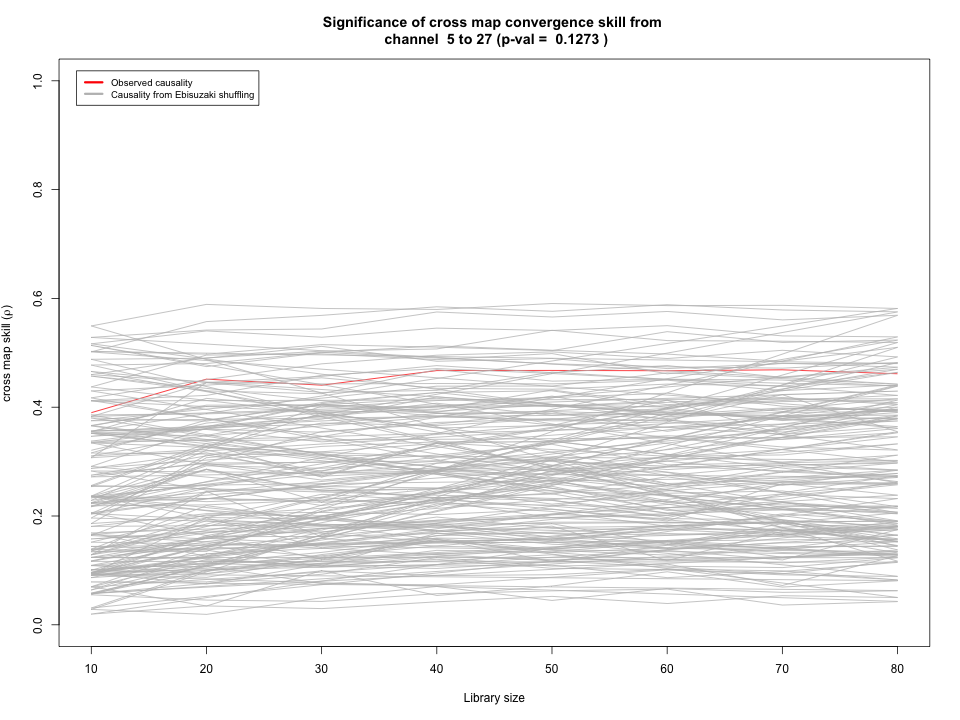 Significance of cross map convergence skill from
channel  5 to 27 (p-val =  0.1273 )
Observed causality
Causality from Ebisuzaki shuffling
cross map skill (ρ)
1.0
0.8
0.6
0.4
0.2
0.0
10 20 30 40 50 60 70 80
Library size